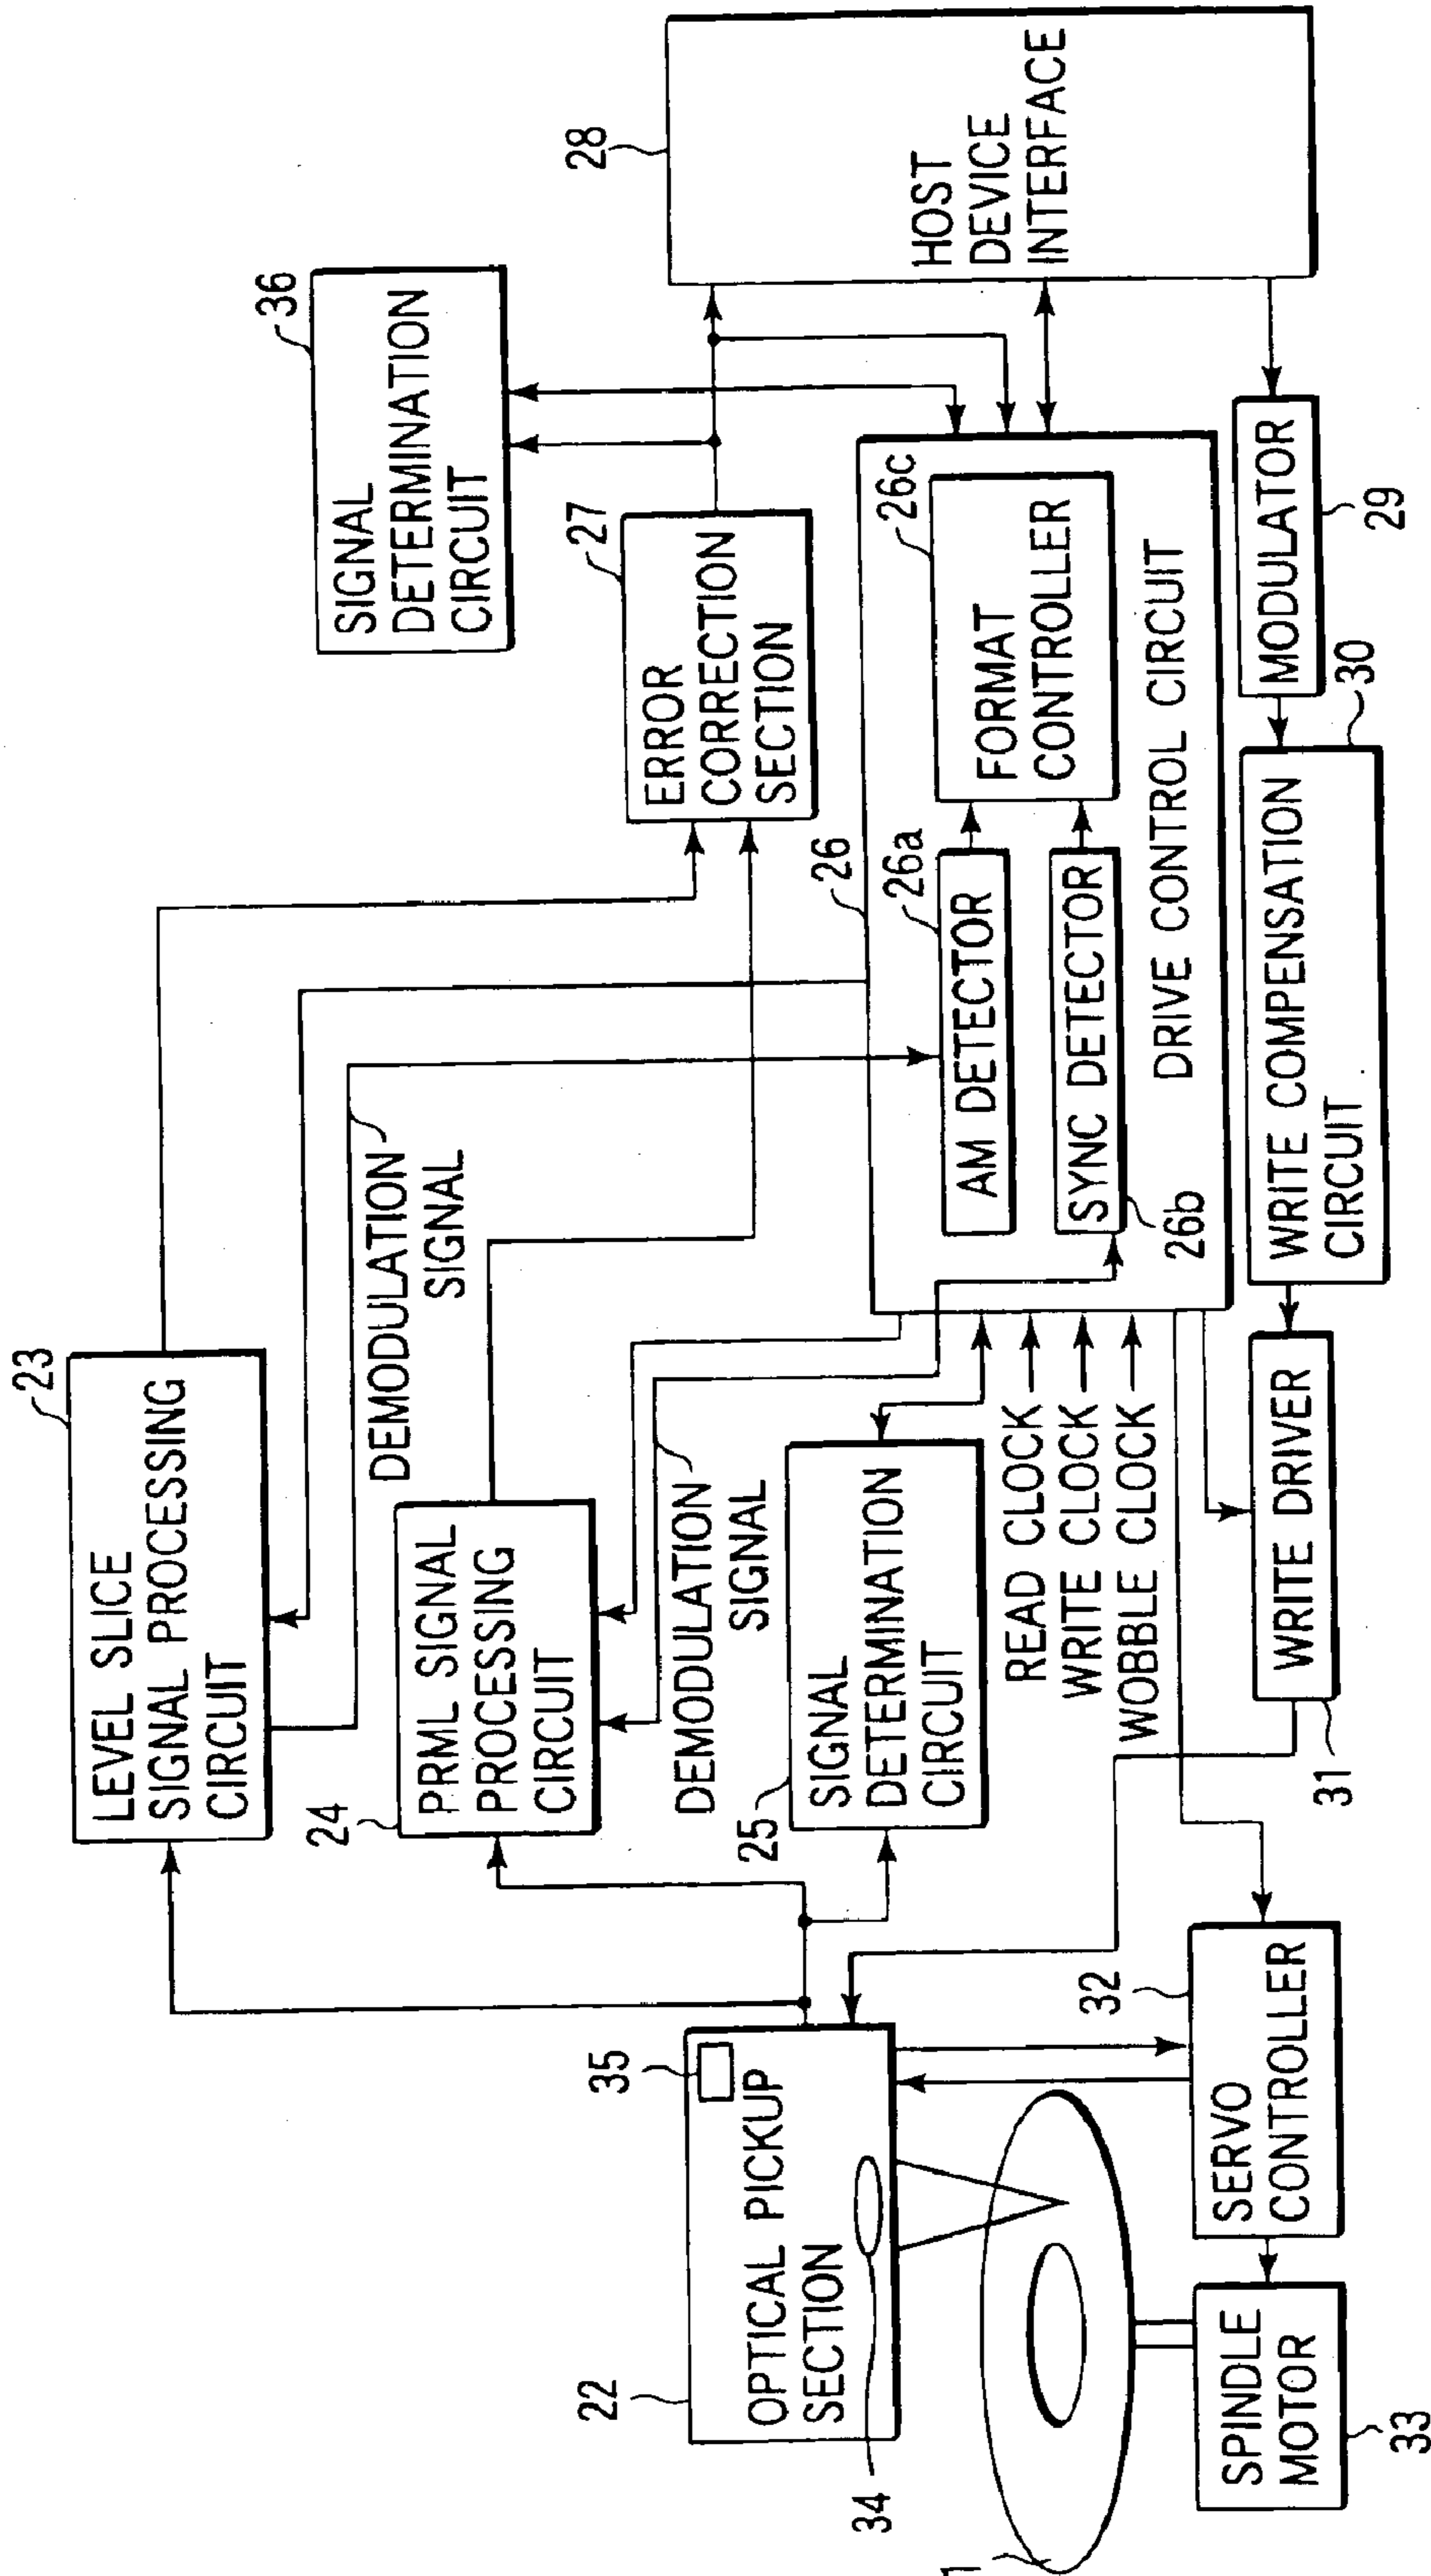 23
LEVEL SLICE
SIGNAL PROCESSING
CIRCUIT
DEMODULATION
SIGNAL
24
PRML SIGNAL
PROCESSING
CIRCUIT
DEMODULATION
SIGNAL
25
SIGNAL
DETERMINATION
CIRCUIT
READ CLOCK
WRITE CLOCK
WOBBLE CLOCK
36
SIGNAL
DETERMINATION
CIRCUIT
27
ERROR
CORRECTION
SECTION
28
HOST
DEVICE
INTERFACE
26
26a
AM DETECTOR
26c
FORMAT
CONTROLLER
SYNC DETECTOR
26b
DRIVE CONTROL CIRCUIT
MODULATOR
29
30
WRITE COMPENSATION
CIRCUIT
WRITE DRIVER
31
22
35
OPTICAL PICKUP
SECTION
34
32
SERVO
CONTROLLER
SPINDLE
MOTOR
33